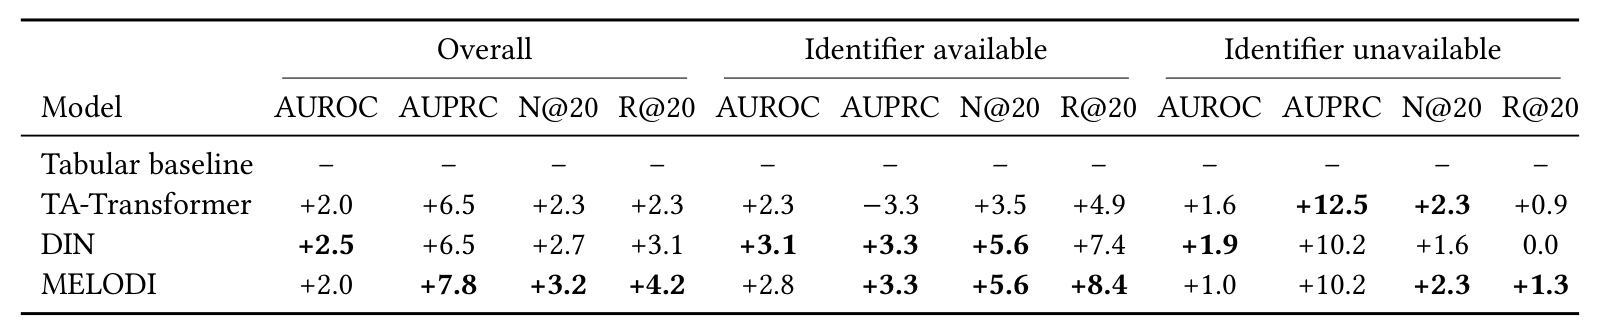 Overall Identifier available Identifier unavailable
Model AUROC AUPRC N@20 R@20 AUROC AUPRC N@20 R@20 AUROC AUPRC N@20 R@20
Tabular baseline – – – – – – – – – – – –
TA-Transformer +2.0 +6.5 +2.3 +2.3 +2.3 −3.3 +3.5 +4.9 +1.6 +12.5 +2.3 +0.9
DIN +2.5 +6.5 +2.7 +3.1 +3.1 +3.3 +5.6 +7.4 +1.9 +10.2 +1.6 0.0
MELODI +2.0 +7.8 +3.2 +4.2 +2.8 +3.3 +5.6 +8.4 +1.0 +10.2 +2.3 +1.3